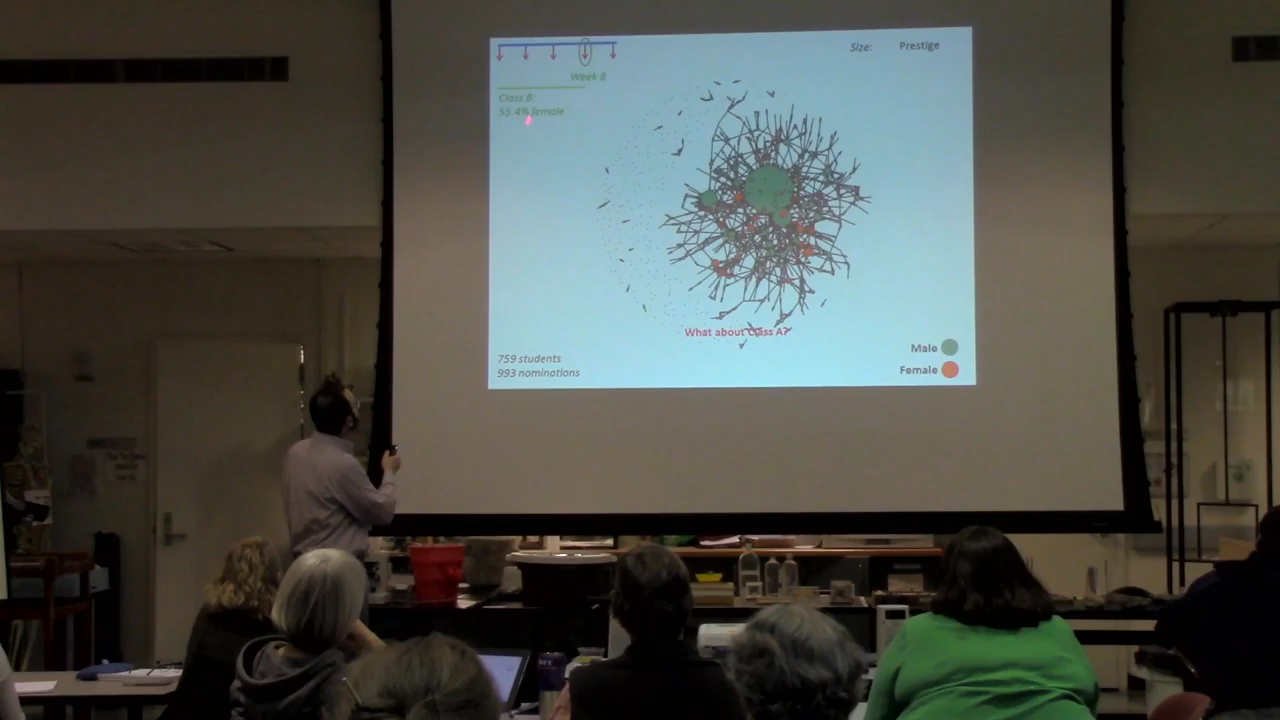 Size: Prestige
Week 8
Class B:
55.4% female
What about Class A?
759 students
993 nominations
Male
Female